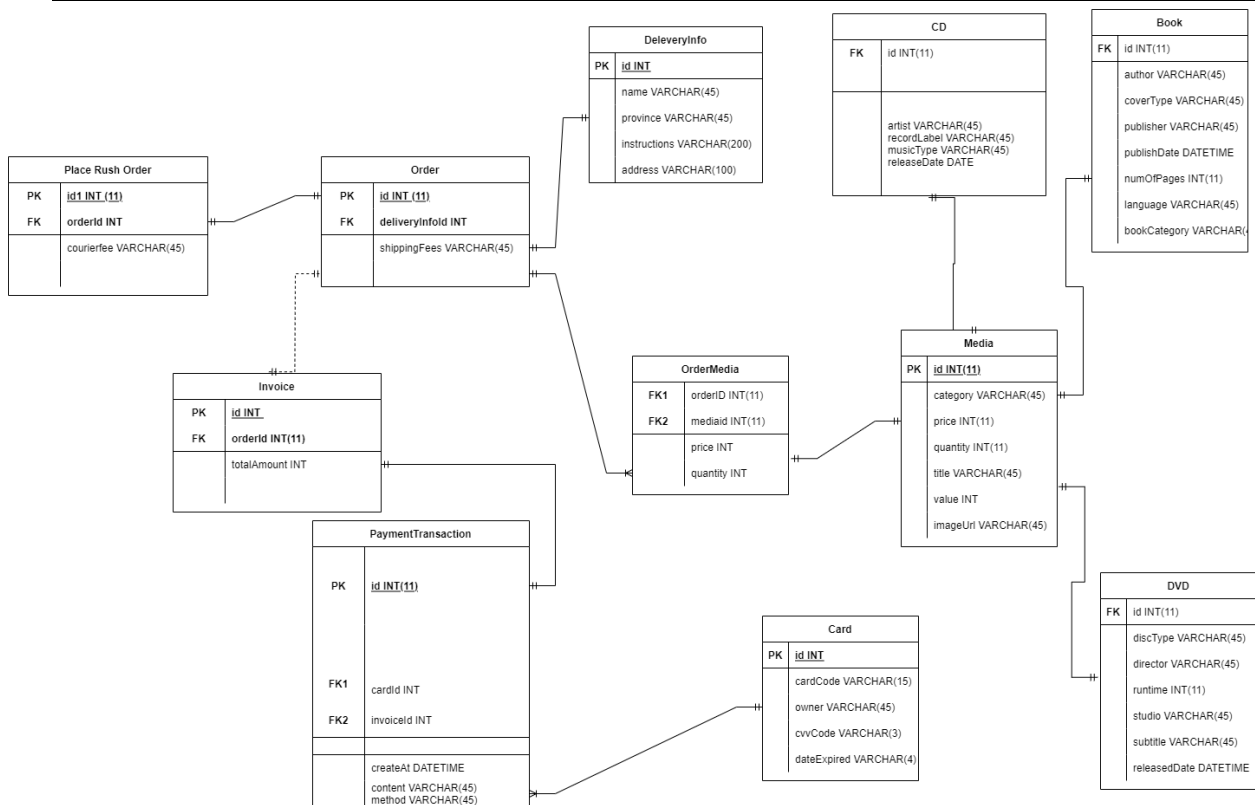 Place Rush Order
PK id1 INT (11)
FK orderId INT
courierfee VARCHAR(45)
Order
PK id INT (11)
FK deliveryInfoId INT
shippingFees VARCHAR(45)
DeleveryInfo
PK id INT
name VARCHAR(45)
province VARCHAR(45)
instructions VARCHAR(200)
address VARCHAR(100)
CD
FK id INT(11)
artist VARCHAR(45)
recordLabel VARCHAR(45)
musicType VARCHAR(45)
releaseDate DATE
Book
FK id INT(11)
author VARCHAR(45)
coverType VARCHAR(45)
publisher VARCHAR(45)
publishDate DATETIME
numOfPages INT(11)
language VARCHAR(45)
bookCategory VARCHAR(
Invoice
PK id INT
FK orderId INT(11)
totalAmount INT
OrderMedia
FK1 orderID INT(11)
FK2 mediaid INT(11)
price INT
quantity INT
Media
PK id INT(11)
category VARCHAR(45)
price INT(11)
quantity INT(11)
title VARCHAR(45)
value INT
imageUrl VARCHAR(45)
PaymentTransaction
PK id INT(11)
FK1 cardId INT
FK2 invoiceId INT
createAt DATETIME
content VARCHAR(45)
method VARCHAR(45)
Card
PK id INT
cardCode VARCHAR(15)
owner VARCHAR(45)
cvvCode VARCHAR(3)
dateExpired VARCHAR(4)
DVD
FK id INT(11)
discType VARCHAR(45)
director VARCHAR(45)
runtime INT(11)
studio VARCHAR(45)
subtitle VARCHAR(45)
releasedDate DATETIME